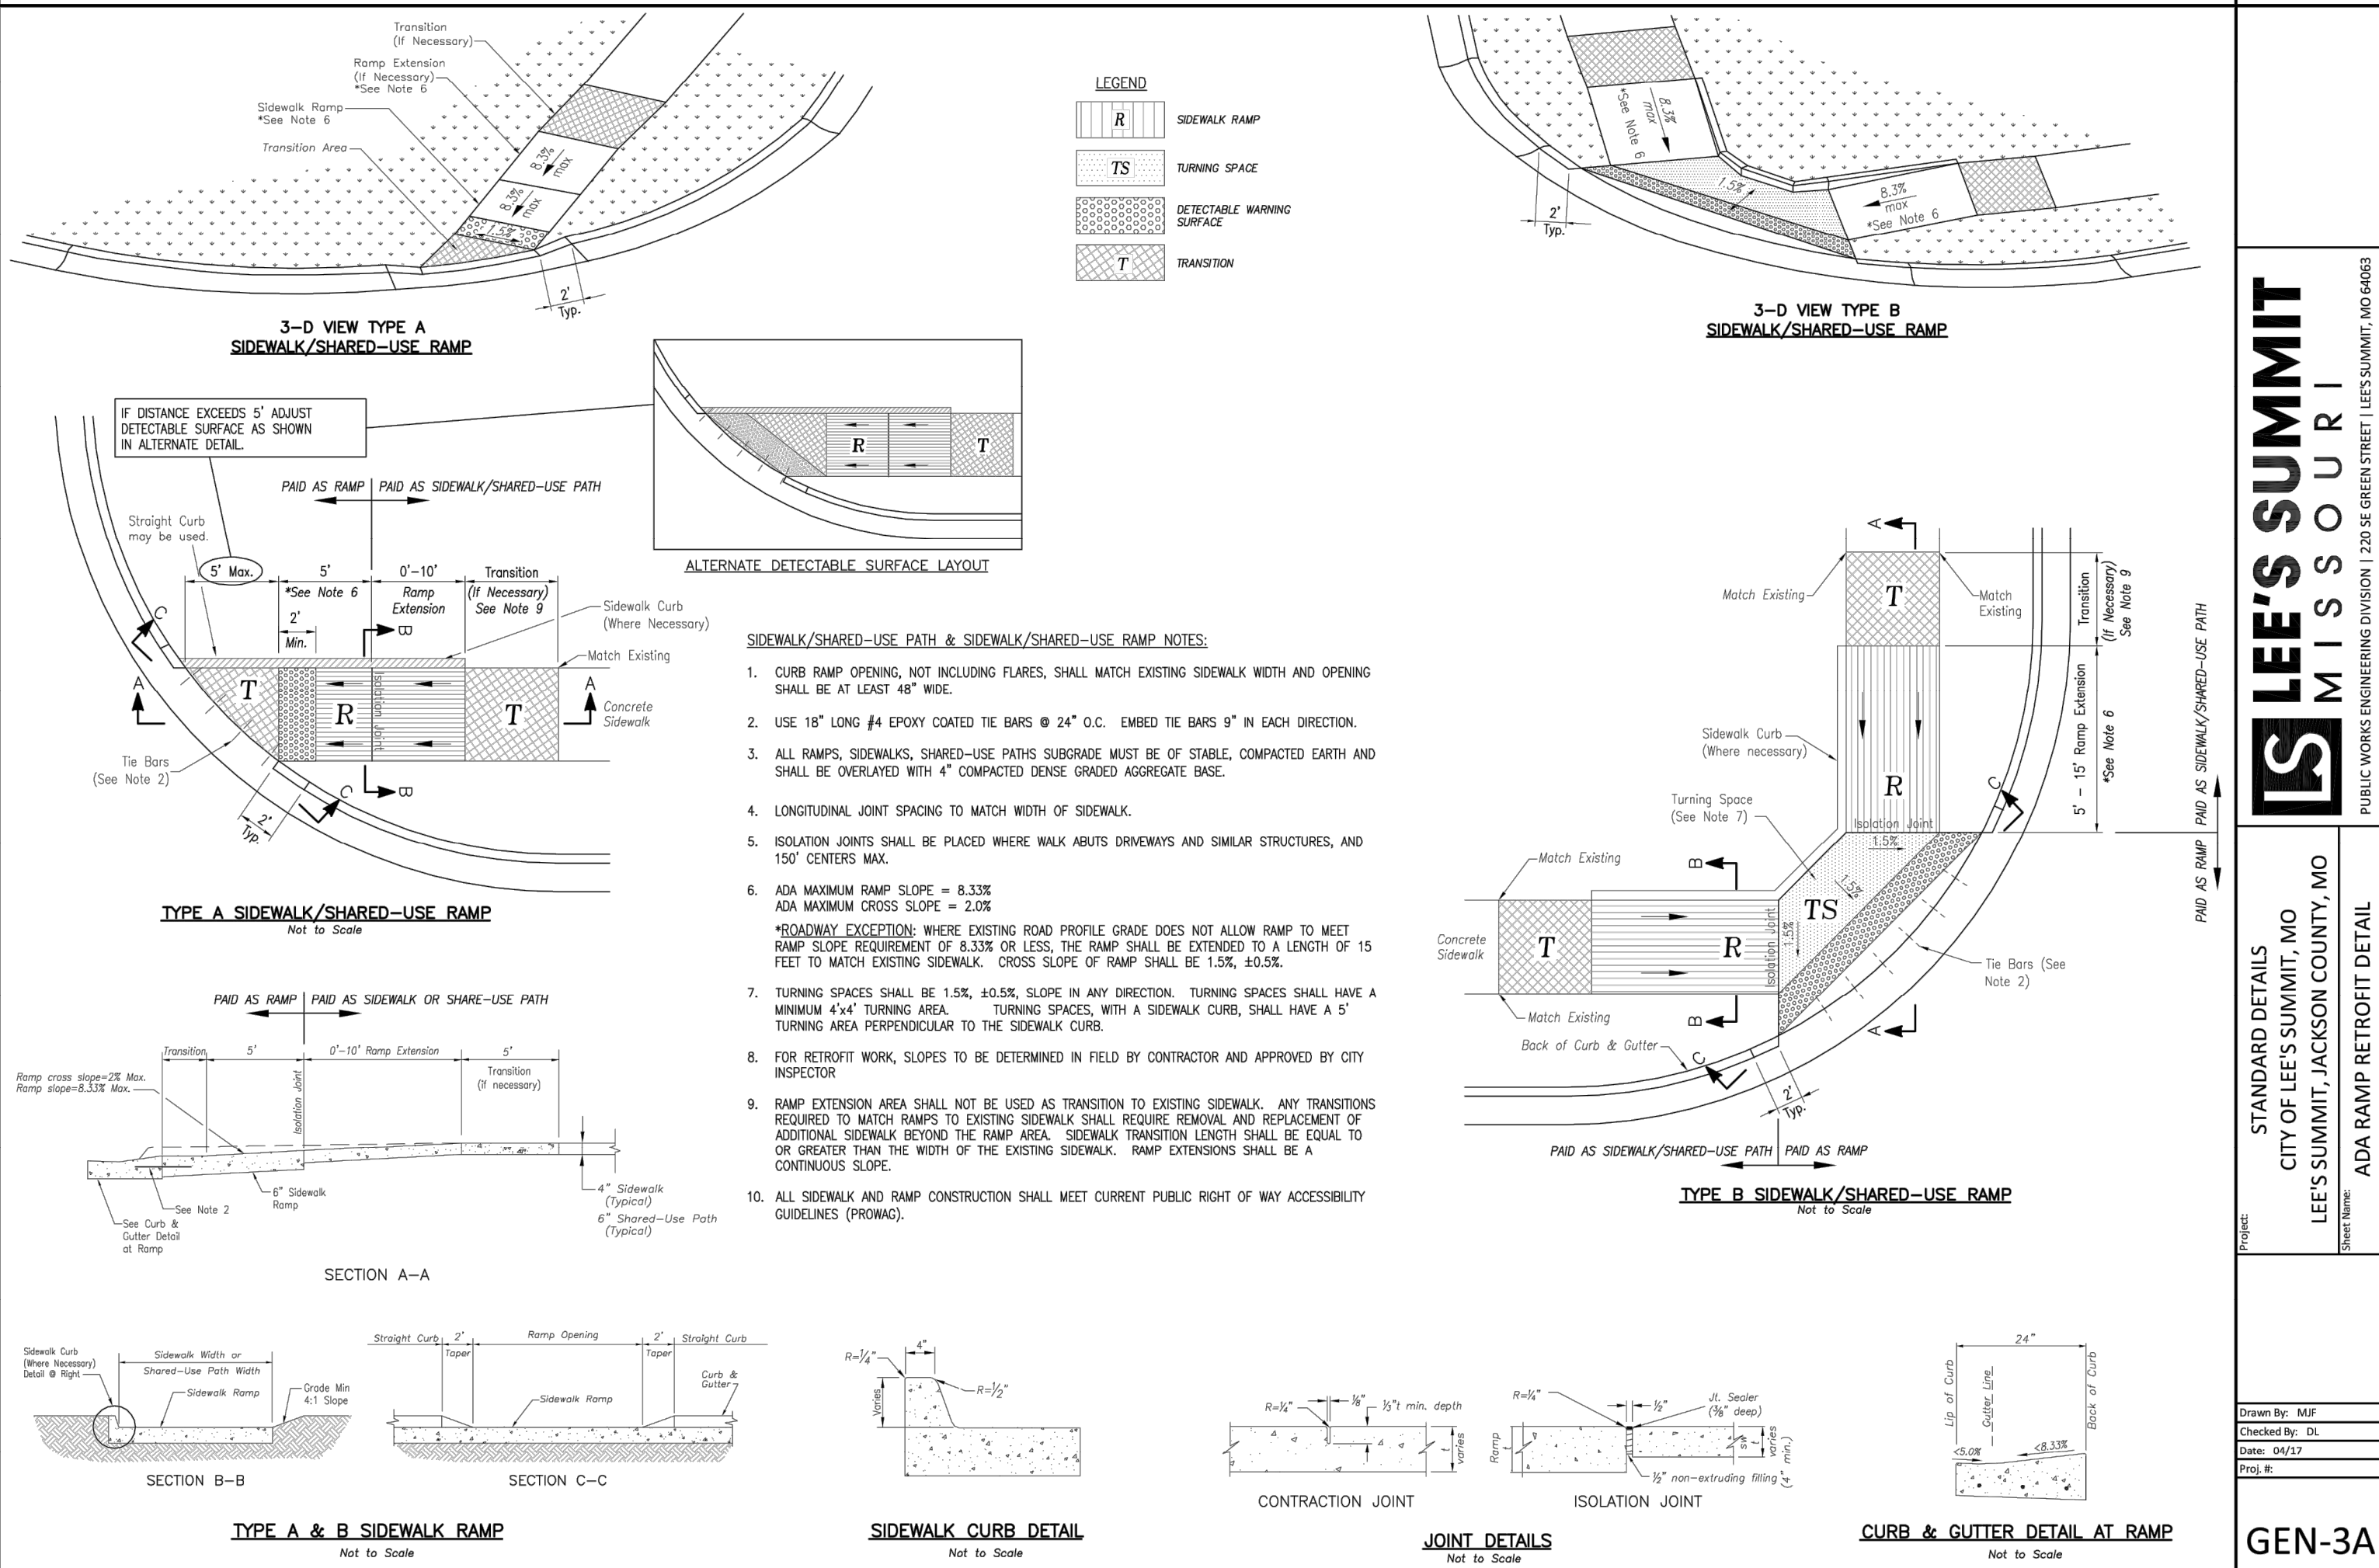 Transition
(If Necessary)
Ramp Extension
(If Necessary)
*See Note 6
Sidewalk Ramp
*See Note 6
Transition Area
8.3%
max
8.3%
max
1.5%
2'
Typ.
3-D VIEW TYPE A
SIDEWALK/SHARED-USE RAMP
LEGEND
R
SIDEWALK RAMP
TS
TURNING SPACE
DETECTABLE WARNING
SURFACE
T
TRANSITION
8.3%
max
*See Note 6
1.5%
8.3%
max
*See Note 6
2'
Typ.
3-D VIEW TYPE B
SIDEWALK/SHARED-USE RAMP
IF DISTANCE EXCEEDS 5' ADJUST
DETECTABLE SURFACE AS SHOWN
IN ALTERNATE DETAIL.
R
T
ALTERNATE DETECTABLE SURFACE LAYOUT
PAID AS RAMP
PAID AS SIDEWALK/SHARED-USE PATH
Straight Curb
may be used.
5' Max.
5'
*See Note 6
2'
Min.
0'-10'
Ramp
Extension
Transition
(If Necessary)
See Note 9
Sidewalk Curb
(Where Necessary)
Match Existing
Concrete
Sidewalk
A
A
B
B
C
C
T
R
T
Isolation Joint
Tie Bars
(See Note 2)
2'
Typ.
TYPE A SIDEWALK/SHARED-USE RAMP
Not to Scale
SIDEWALK/SHARED-USE PATH & SIDEWALK/SHARED-USE RAMP NOTES:
1. CURB RAMP OPENING, NOT INCLUDING FLARES, SHALL MATCH EXISTING SIDEWALK WIDTH AND OPENING
SHALL BE AT LEAST 48" WIDE.
2. USE 18" LONG #4 EPOXY COATED TIE BARS @ 24" O.C. EMBED TIE BARS 9" IN EACH DIRECTION.
3. ALL RAMPS, SIDEWALKS, SHARED-USE PATHS SUBGRADE MUST BE OF STABLE, COMPACTED EARTH AND
SHALL BE OVERLAYED WITH 4" COMPACTED DENSE GRADED AGGREGATE BASE.
4. LONGITUDINAL JOINT SPACING TO MATCH WIDTH OF SIDEWALK.
5. ISOLATION JOINTS SHALL BE PLACED WHERE WALK ABUTS DRIVEWAYS AND SIMILAR STRUCTURES, AND
150' CENTERS MAX.
6. ADA MAXIMUM RAMP SLOPE = 8.33%
ADA MAXIMUM CROSS SLOPE = 2.0%
*ROADWAY EXCEPTION: WHERE EXISTING ROAD PROFILE GRADE DOES NOT ALLOW RAMP TO MEET
RAMP SLOPE REQUIREMENT OF 8.33% OR LESS, THE RAMP SHALL BE EXTENDED TO A LENGTH OF 15
FEET TO MATCH EXISTING SIDEWALK. CROSS SLOPE OF RAMP SHALL BE 1.5%, ±0.5%.
7. TURNING SPACES SHALL BE 1.5%, ±0.5%, SLOPE IN ANY DIRECTION. TURNING SPACES SHALL HAVE A
MINIMUM 4'x4' TURNING AREA. TURNING SPACES, WITH A SIDEWALK CURB, SHALL HAVE A 5'
TURNING AREA PERPENDICULAR TO THE SIDEWALK CURB.
8. FOR RETROFIT WORK, SLOPES TO BE DETERMINED IN FIELD BY CONTRACTOR AND APPROVED BY CITY
INSPECTOR
9. RAMP EXTENSION AREA SHALL NOT BE USED AS TRANSITION TO EXISTING SIDEWALK. ANY TRANSITIONS
REQUIRED TO MATCH RAMPS TO EXISTING SIDEWALK SHALL REQUIRE REMOVAL AND REPLACEMENT OF
ADDITIONAL SIDEWALK BEYOND THE RAMP AREA. SIDEWALK TRANSITION LENGTH SHALL BE EQUAL TO
OR GREATER THAN THE WIDTH OF THE EXISTING SIDEWALK. RAMP EXTENSIONS SHALL BE A
CONTINUOUS SLOPE.
10. ALL SIDEWALK AND RAMP CONSTRUCTION SHALL MEET CURRENT PUBLIC RIGHT OF WAY ACCESSIBILITY
GUIDELINES (PROWAG).
A
Match Existing
T
Match
Existing
Transition
(If Necessary)
See Note 9
5' - 15' Ramp Extension
*See Note 6
PAID AS SIDEWALK/SHARED-USE PATH
PAID AS RAMP
Sidewalk Curb
(Where necessary)
R
C
Turning Space
(See Note 7)
Isolation Joint
1.5%
1.5%
1.5%
TS
Match Existing
B
Concrete
Sidewalk
T
R
Isolation Joint
B
Match Existing
Tie Bars (See
Note 2)
A
Back of Curb & Gutter
C
2'
Typ.
PAID AS SIDEWALK/SHARED-USE PATH
PAID AS RAMP
TYPE B SIDEWALK/SHARED-USE RAMP
Not to Scale
PAID AS RAMP
PAID AS SIDEWALK OR SHARE-USE PATH
Transition
5'
0'-10' Ramp Extension
5'
Transition
(if necessary)
Ramp cross slope=2% Max.
Ramp slope=8.33% Max.
Isolation Joint
6" Sidewalk
Ramp
See Note 2
See Curb &
Gutter Detail
at Ramp
4" Sidewalk
(Typical)
6" Shared-Use Path
(Typical)
SECTION A-A
Sidewalk Curb
(Where Necessary)
Detail @ Right
Sidewalk Width or
Shared-Use Path Width
Sidewalk Ramp
Grade Min
4:1 Slope
SECTION B-B
Straight Curb
2'
Taper
Ramp Opening
2'
Taper
Straight Curb
Curb &
Gutter
Sidewalk Ramp
SECTION C-C
TYPE A & B SIDEWALK RAMP
Not to Scale
4"
R=1/4"
R=1/2"
Varies
SIDEWALK CURB DETAIL
Not to Scale
R=1/4"
1/8"
1/3"t min. depth
t
varies
CONTRACTION JOINT
R=1/4"
1/2"
Jt. Sealer
(3/8" deep)
Ramp
t
sw
t
varies
(4" min.)
1/2" non-extruding filling
ISOLATION JOINT
JOINT DETAILS
Not to Scale
24"
Lip of Curb
Gutter Line
Back of Curb
<5.0%
<8.33%
CURB & GUTTER DETAIL AT RAMP
Not to Scale
LS
LEE'S SUMMIT
MISSOURI
PUBLIC WORKS ENGINEERING DIVISION | 220 SE GREEN STREET | LEE'S SUMMIT, MO 64063
Project:
STANDARD DETAILS
CITY OF LEE'S SUMMIT, MO
LEE'S SUMMIT, JACKSON COUNTY, MO
Sheet Name:
ADA RAMP RETROFIT DETAIL
Drawn By: MJF
Checked By: DL
Date: 04/17
Proj. #:
GEN-3A